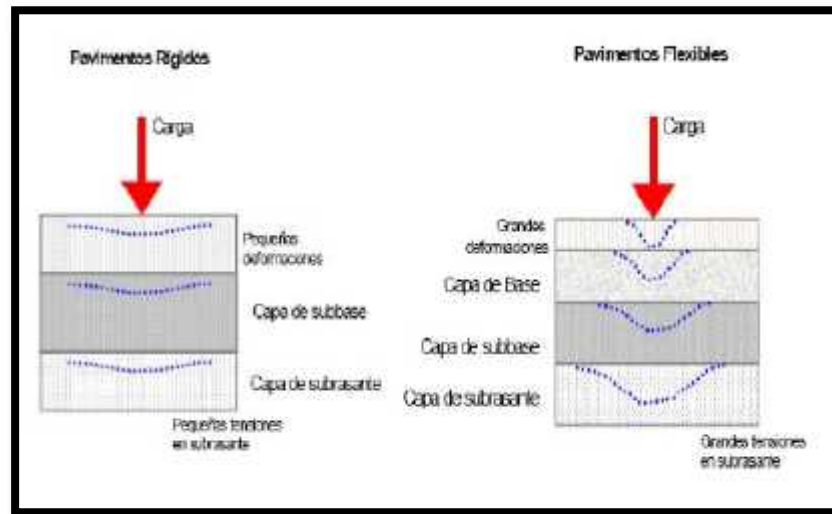 Pavimentos Rígidos
Carga
Pequeñas
deformaciones
Capa de subbase
Capa de subrasante
Pequeñas tensiones
en subrasante
Pavimentos Flexibles
Carga
Grandes
deformaciones
Capa de Base
Capa de subbase
Capa de subrasante
Grandes tensiones
en subrasante